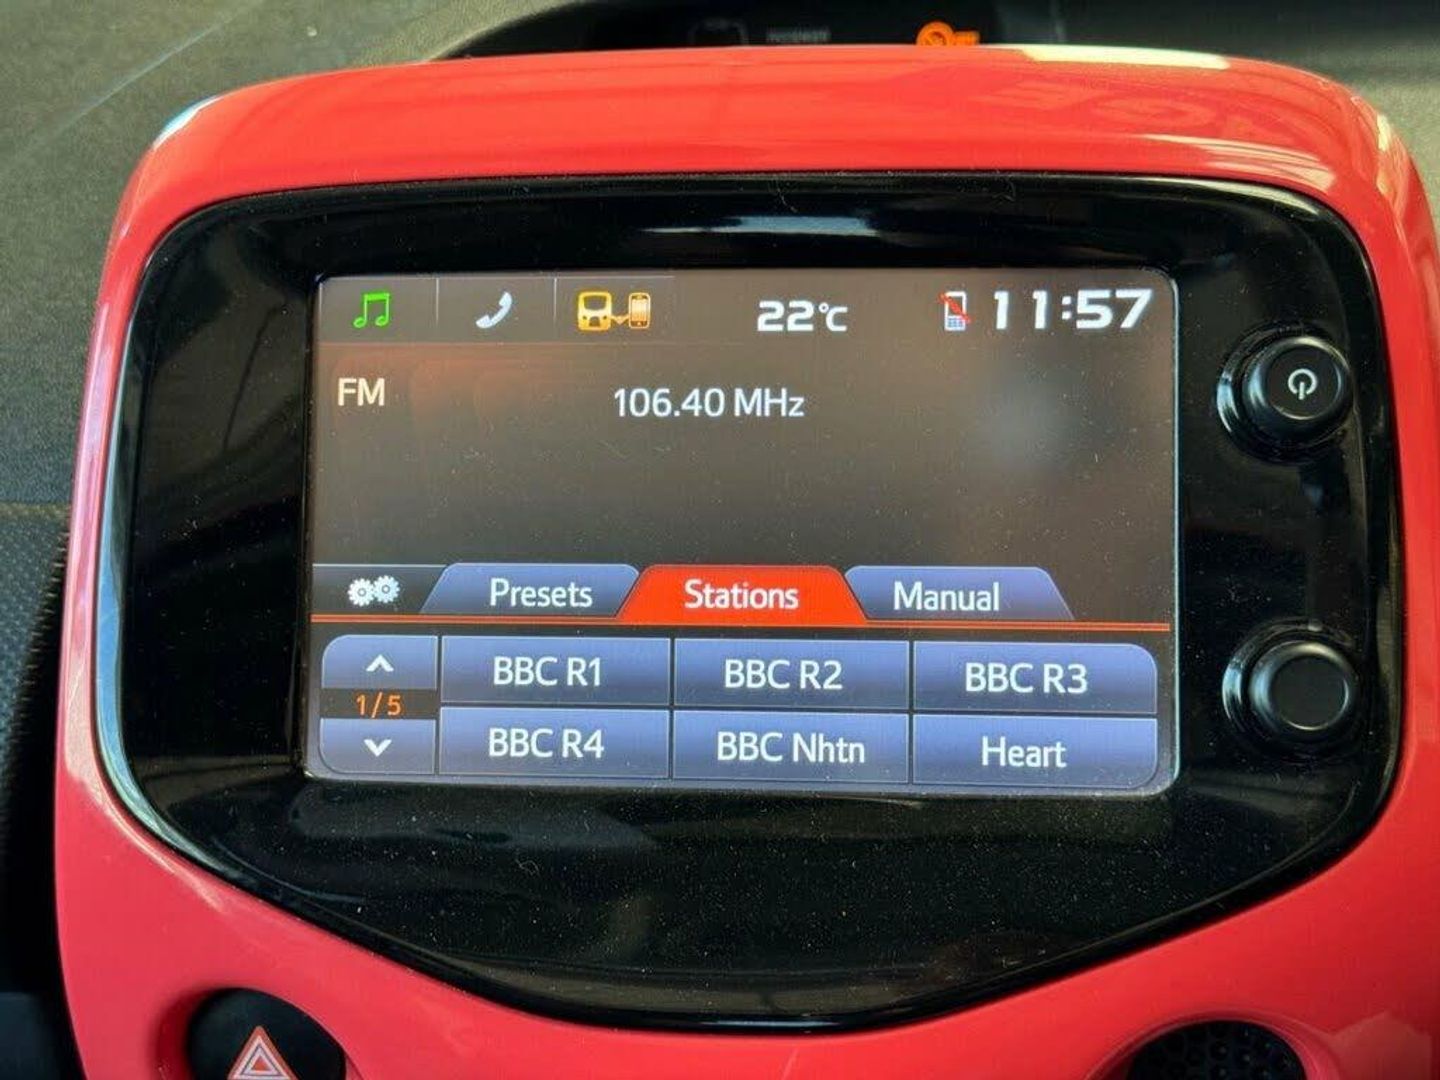 22°C
11:57
FM
106.40 MHz
Presets
Stations
Manual
BBC R1
BBC R2
BBC R3
1/5
BBC R4
BBC Nhtn
Heart